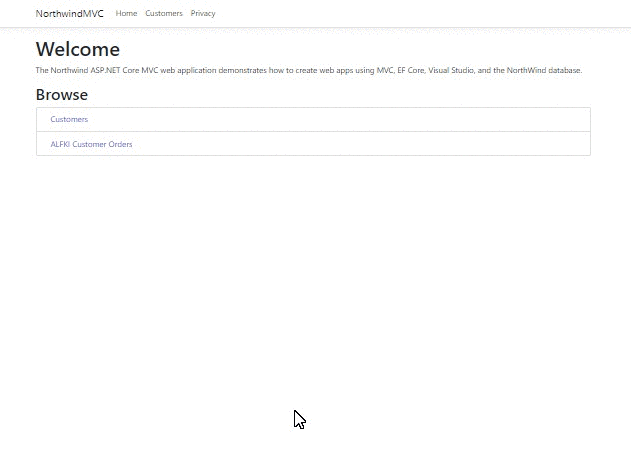 NorthwindMVC Home Customers Privacy
Welcome
The Northwind ASP.NET Core MVC web application demonstrates how to create web apps using MVC, EF Core, Visual Studio, and the NorthWind database.
Browse
Customers
ALFKI Customer Orders